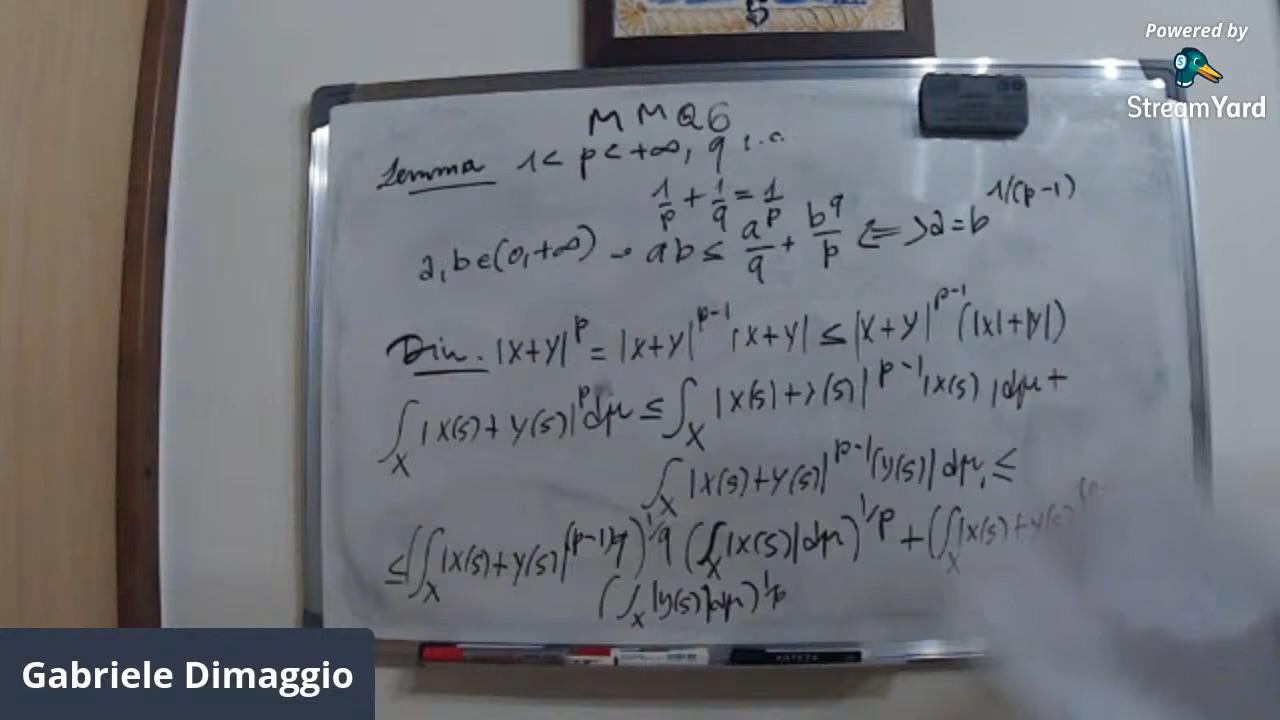 Powered by
StreamYard
5
MMQ6
Lemma 1 < p < +∞, q t.c.
1/p + 1/q = 1/p
a, b ∈ (0, +∞) → ab ≤ a^p/q + b^q/p <=> a = b^1/(p-1)
Dim. |x+y|^p = |x+y|^p-1 |x+y| ≤ |x+y|^p-1 (|x|+|y|)
∫_X |x(s)+y(s)|^p dμ ≤ ∫_X |x(s)+y(s)|^p-1 |x(s)| dμ +
∫_X |x(s)+y(s)|^p-1 |y(s)| dμ ≤
≤ (∫_X |x(s)+y(s)|^(p-1)q)^1/q (∫_X |x(s)| dμ)^1/p + (∫_X |x(s)+y(s)
(∫_X |y(s)| dμ)^1/p
Gabriele Dimaggio